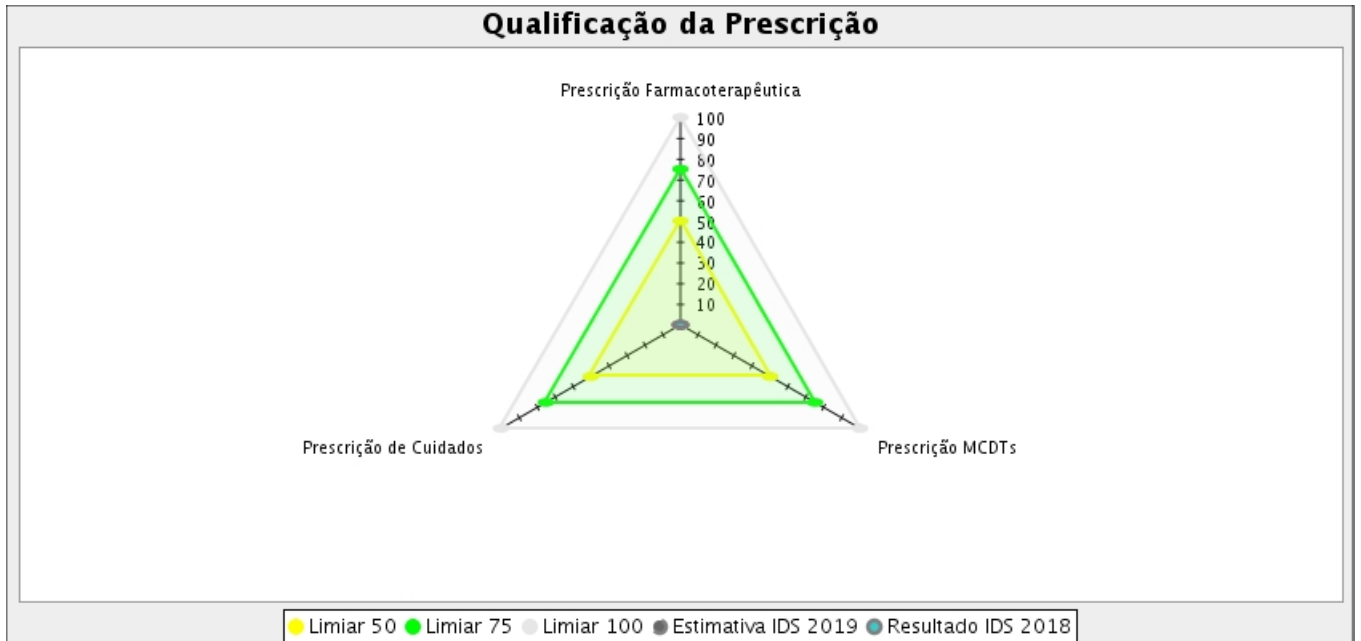 Qualificação da Prescrição
Prescrição Farmacoterapêutica
100
90
80
70
60
50
40
30
20
10
Prescrição de Cuidados
Prescrição MCDTs
Limiar 50 Limiar 75 Limiar 100 Estimativa IDS 2019 Resultado IDS 2018